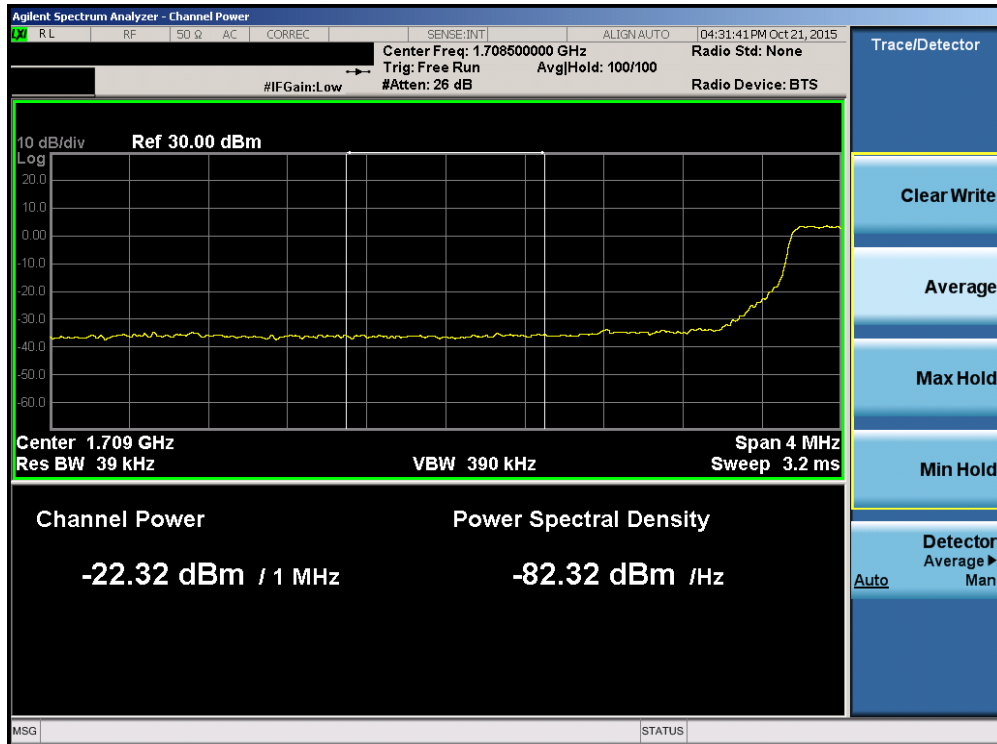 Agilent Spectrum Analyzer - Channel Power
LXI RL RF 50 Ω AC CORREC SENSE:INT ALIGN AUTO 04:31:41 PM Oct 21, 2015
Center Freq: 1.708500000 GHz Radio Std: None
Trig: Free Run Avg|Hold: 100/100
#IFGain:Low #Atten: 26 dB Radio Device: BTS
10 dB/div Ref 30.00 dBm
Log
20.0
10.0
0.00
-10.0
-20.0
-30.0
-40.0
-50.0
-60.0
Center 1.709 GHz Span 4 MHz
Res BW 39 kHz VBW 390 kHz Sweep 3.2 ms
Channel Power Power Spectral Density
-22.32 dBm / 1 MHz -82.32 dBm /Hz
Trace/Detector
Clear Write
Average
Max Hold
Min Hold
Detector
Average
Auto Man
MSG STATUS